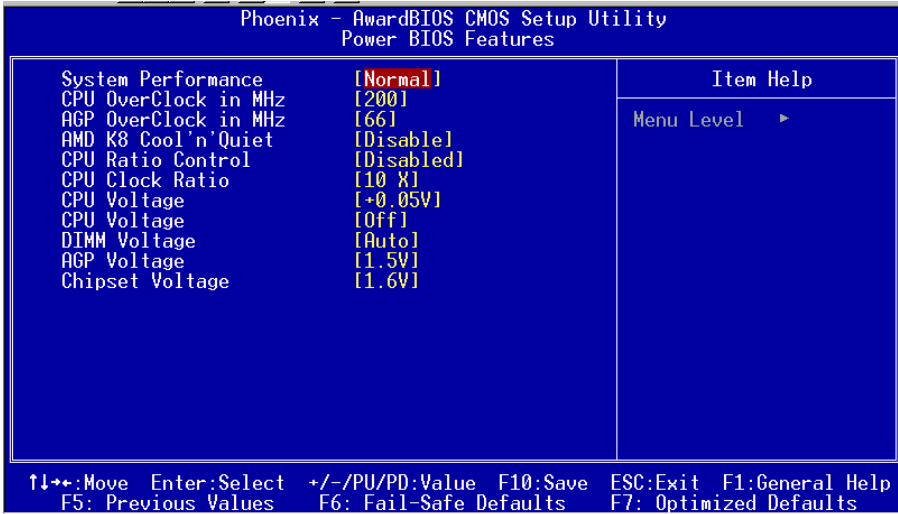 Phoenix - AwardBIOS CMOS Setup Utility
Power BIOS Features
System Performance [Normal]
CPU OverClock in MHz [200]
AGP OverClock in MHz [66]
AMD K8 Cool'n'Quiet [Disable]
CPU Ratio Control [Disabled]
CPU Clock Ratio [10 X]
CPU Voltage [+0.05V]
CPU Voltage [Off]
DIMM Voltage [Auto]
AGP Voltage [1.5V]
Chipset Voltage [1.6V]
Item Help
Menu Level ►
↑↓→←:Move Enter:Select +/-/PU/PD:Value F10:Save ESC:Exit F1:General Help
F5: Previous Values F6: Fail-Safe Defaults F7: Optimized Defaults